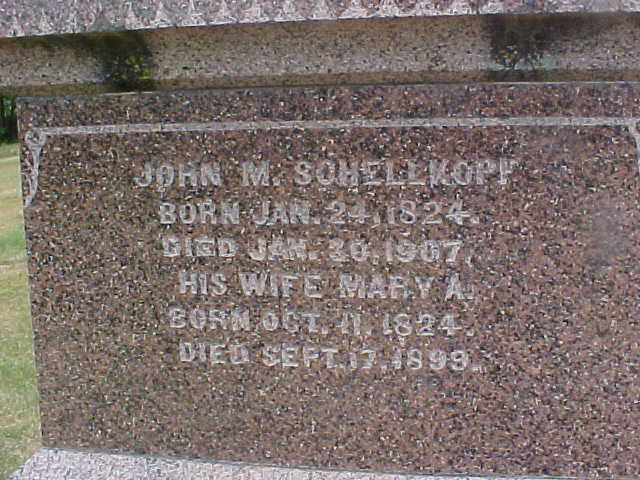 JOHN M. SCHELLKOPF
BORN JAN. 24, 1824.
DIED JAN. 20, 1907.
HIS WIFE MARY A.
BORN OCT. 11, 1824.
DIED SEPT. 17, 1893.